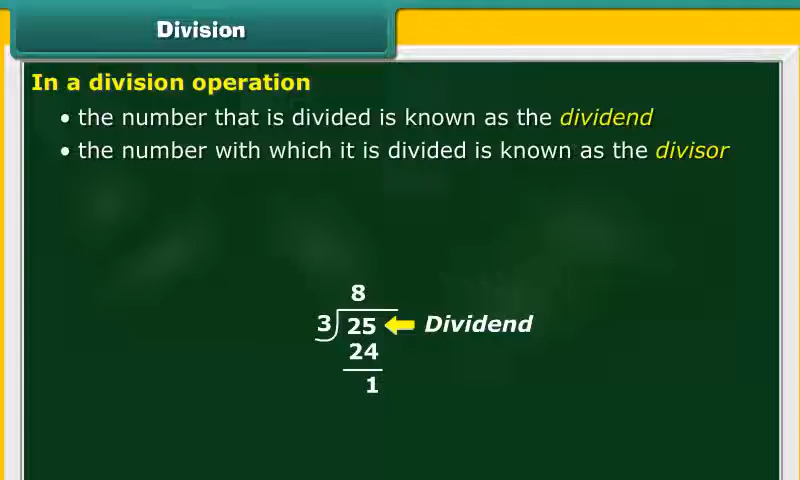 Division
In a division operation
• the number that is divided is known as the dividend
• the number with which it is divided is known as the divisor
8
3 25 Dividend
24
1